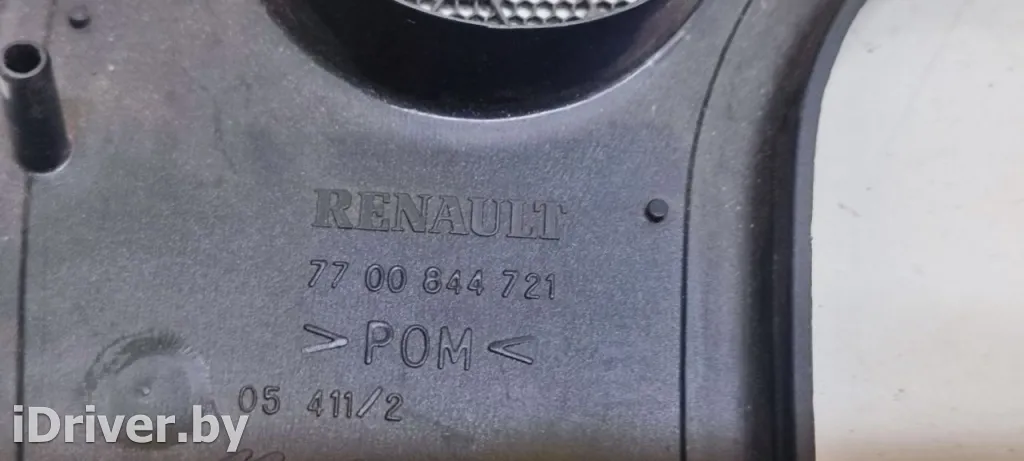 RENAULT
77 00 844 721
> POM <
05 411/2
iDriver.by